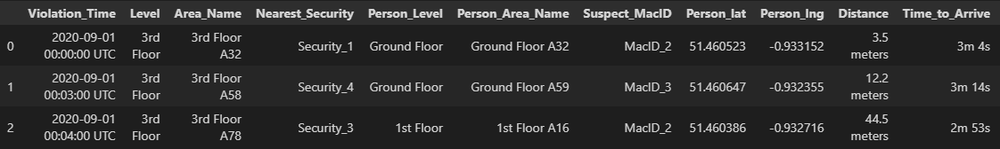 Violation_Time Level Area_Name Nearest_Security Person_Level Person_Area_Name Suspect_MacID Person_lat Person_lng Distance Time_to_Arrive
0 2020-09-01 00:00:00 UTC 3rd Floor 3rd Floor A32 Security_1 Ground Floor Ground Floor A32 MacID_2 51.460523 -0.933152 3.5 meters 3m 4s
1 2020-09-01 00:03:00 UTC 3rd Floor 3rd Floor A58 Security_4 Ground Floor Ground Floor A59 MacID_3 51.460647 -0.932355 12.2 meters 3m 14s
2 2020-09-01 00:04:00 UTC 3rd Floor 3rd Floor A78 Security_3 1st Floor 1st Floor A16 MacID_2 51.460386 -0.932716 44.5 meters 2m 53s